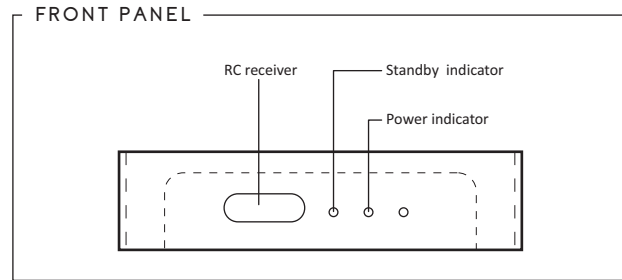 FRONT PANEL
RC receiver
Standby indicator
Power indicator